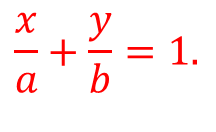 x/a + y/b = 1.